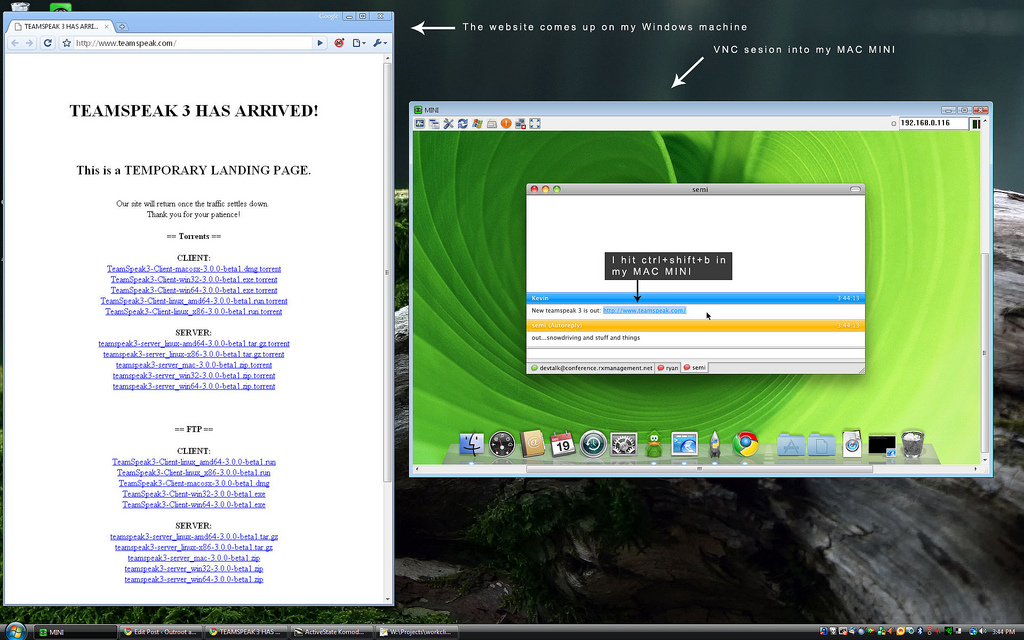 Google
TEAMSPEAK 3 HAS ARRI...
http://www.teamspeak.com/
TEAMSPEAK 3 HAS ARRIVED!
This is a TEMPORARY LANDING PAGE.
Our site will return once the traffic settles down.
Thank you for your patience!
== Torrents ==
CLIENT:
TeamSpeak3-Client-macosx-3.0.0-beta1.dmg.torrent
TeamSpeak3-Client-win32-3.0.0-beta1.exe.torrent
TeamSpeak3-Client-win64-3.0.0-beta1.exe.torrent
TeamSpeak3-Client-linux_amd64-3.0.0-beta1.run.torrent
TeamSpeak3-Client-linux_x86-3.0.0-beta1.run.torrent
SERVER:
teamspeak3-server_linux-amd64-3.0.0-beta1.tar.gz.torrent
teamspeak3-server_linux-x86-3.0.0-beta1.tar.gz.torrent
teamspeak3-server_mac-3.0.0-beta1.zip.torrent
teamspeak3-server_win32-3.0.0-beta1.zip.torrent
teamspeak3-server_win64-3.0.0-beta1.zip.torrent
== FTP ==
CLIENT:
TeamSpeak3-Client-linux_amd64-3.0.0-beta1.run
TeamSpeak3-Client-linux_x86-3.0.0-beta1.run
TeamSpeak3-Client-macosx-3.0.0-beta1.dmg
TeamSpeak3-Client-win32-3.0.0-beta1.exe
TeamSpeak3-Client-win64-3.0.0-beta1.exe
SERVER:
teamspeak3-server_linux-amd64-3.0.0-beta1.tar.gz
teamspeak3-server_linux-x86-3.0.0-beta1.tar.gz
teamspeak3-server_mac-3.0.0-beta1.zip
teamspeak3-server_win32-3.0.0-beta1.zip
teamspeak3-server_win64-3.0.0-beta1.zip
The website comes up on my Windows machine
VNC sesion into my MAC MINI
MINI
192.168.0.116
semi
I hit ctrl+shift+b in
my MAC MINI
Kevin 3:44:13
New teamspeak 3 is out: http://www.teamspeak.com/
semi (Autoreply) 3:44:13
out...snowdriving and stuff and things
devtalk@conference.rxmanagement.net ryan semi
19
MINI
Edit Post ‹ Outroot a...
TEAMSPEAK 3 HAS ...
ActiveState Komod...
W:\Projects\workcli...
3:44 PM